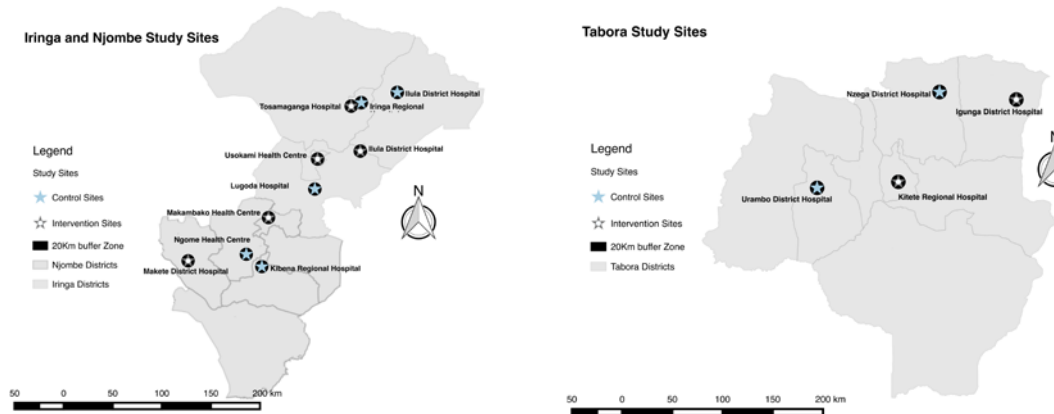 Iringa and Njombe Study Sites
Ilula District Hospital
Tosamaganga Hospital
Iringa Regional
Usokami Health Centre
Ilula District Hospital
Lugoda Hospital
Makambako Health Centre
Ngome Health Centre
Makete District Hospital
Kibena Regional Hospital
N
Legend
Study Sites
Control Sites
Intervention Sites
20Km buffer Zone
Njombe Districts
Iringa Districts
50 0 50 100 150 200 km
Tabora Study Sites
Nzega District Hospital
Igunga District Hospital
Urambo District Hospital
Kitete Regional Hospital
N
Legend
Study Sites
Control Sites
Intervention Sites
20Km buffer Zone
Tabora Districts
50 0 50 100 150 200 km